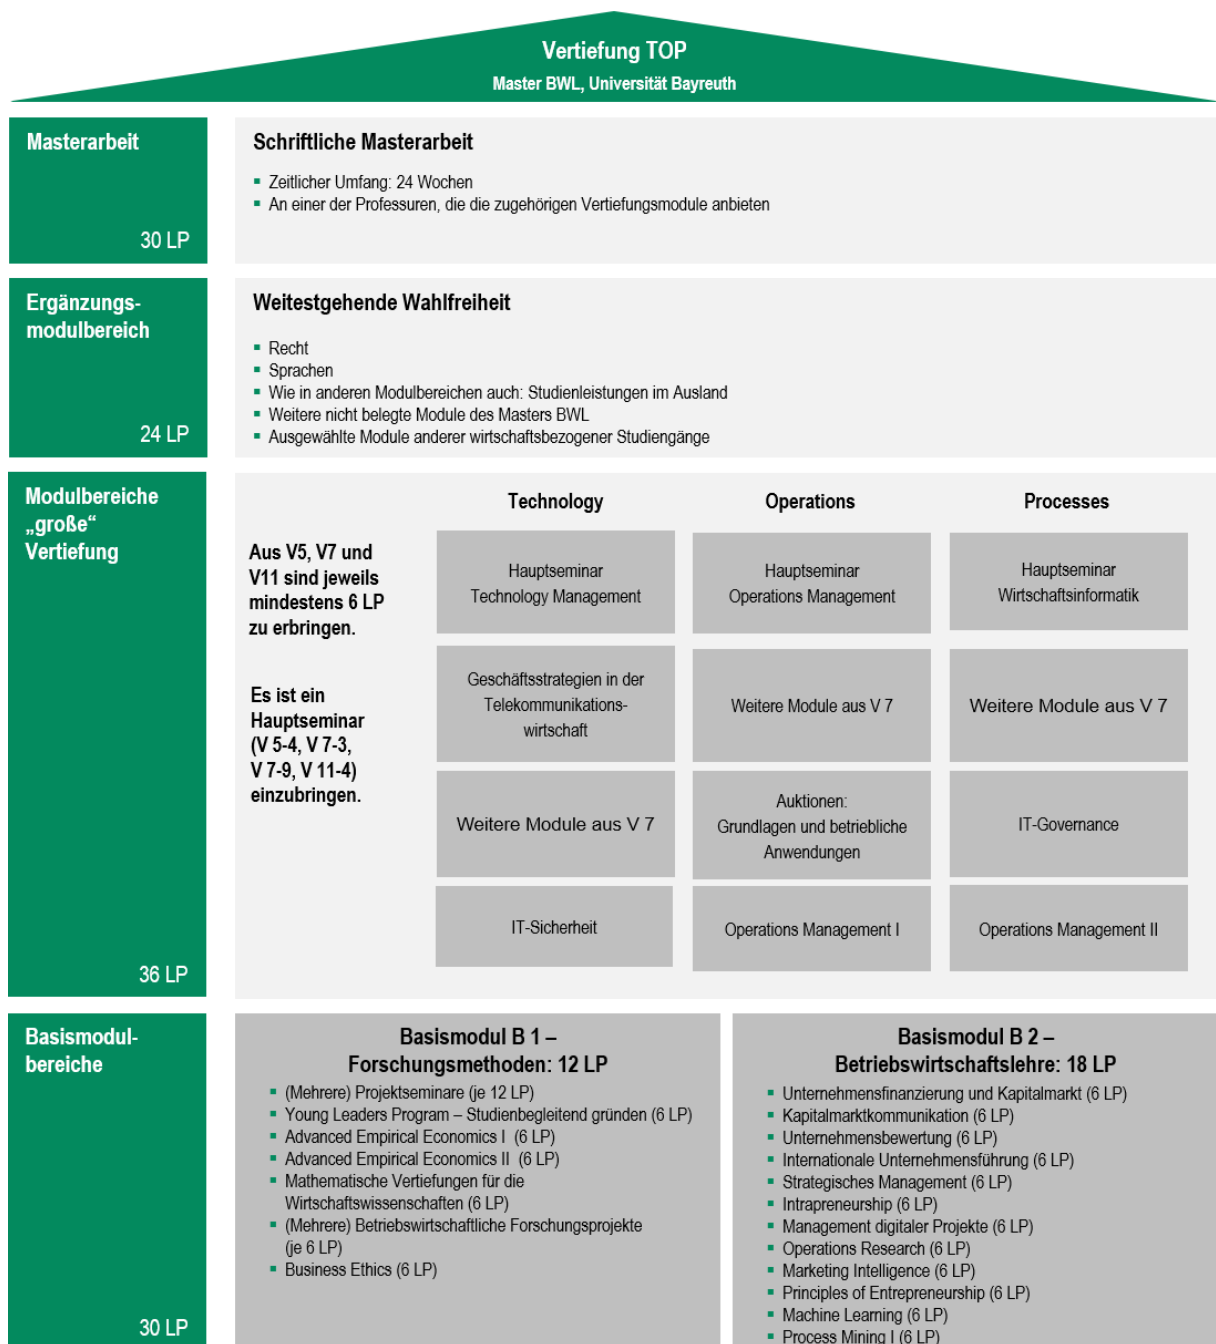 Vertiefung TOP
Master BWL, Universität Bayreuth
Masterarbeit
30 LP
Schriftliche Masterarbeit
▪ Zeitlicher Umfang: 24 Wochen
▪ An einer der Professuren, die die zugehörigen Vertiefungsmodule anbieten
Ergänzungs-
modulbereich
24 LP
Weitestgehende Wahlfreiheit
▪ Recht
▪ Sprachen
▪ Wie in anderen Modulbereichen auch: Studienleistungen im Ausland
▪ Weitere nicht belegte Module des Masters BWL
▪ Ausgewählte Module anderer wirtschaftsbezogener Studiengänge
Modulbereiche
„große“
Vertiefung
36 LP
Aus V5, V7 und
V11 sind jeweils
mindestens 6 LP
zu erbringen.
Es ist ein
Hauptseminar
(V 5-4, V 7-3,
V 7-9, V 11-4)
einzubringen.
Technology
Hauptseminar
Technology Management
Geschäftsstrategien in der
Telekommunikations-
wirtschaft
Weitere Module aus V 7
IT-Sicherheit
Operations
Hauptseminar
Operations Management
Weitere Module aus V 7
Auktionen:
Grundlagen und betriebliche
Anwendungen
Operations Management I
Processes
Hauptseminar
Wirtschaftsinformatik
Weitere Module aus V 7
IT-Governance
Operations Management II
Basismodul-
bereiche
30 LP
Basismodul B 1 –
Forschungsmethoden: 12 LP
▪ (Mehrere) Projektseminare (je 12 LP)
▪ Young Leaders Program – Studienbegleitend gründen (6 LP)
▪ Advanced Empirical Economics I (6 LP)
▪ Advanced Empirical Economics II (6 LP)
▪ Mathematische Vertiefungen für die
Wirtschaftswissenschaften (6 LP)
▪ (Mehrere) Betriebswirtschaftliche Forschungsprojekte
(je 6 LP)
▪ Business Ethics (6 LP)
Basismodul B 2 –
Betriebswirtschaftslehre: 18 LP
▪ Unternehmensfinanzierung und Kapitalmarkt (6 LP)
▪ Kapitalmarktkommunikation (6 LP)
▪ Unternehmensbewertung (6 LP)
▪ Internationale Unternehmensführung (6 LP)
▪ Strategisches Management (6 LP)
▪ Intrapreneurship (6 LP)
▪ Management digitaler Projekte (6 LP)
▪ Operations Research (6 LP)
▪ Marketing Intelligence (6 LP)
▪ Principles of Entrepreneurship (6 LP)
▪ Machine Learning (6 LP)
▪ Process Mining I (6 LP)